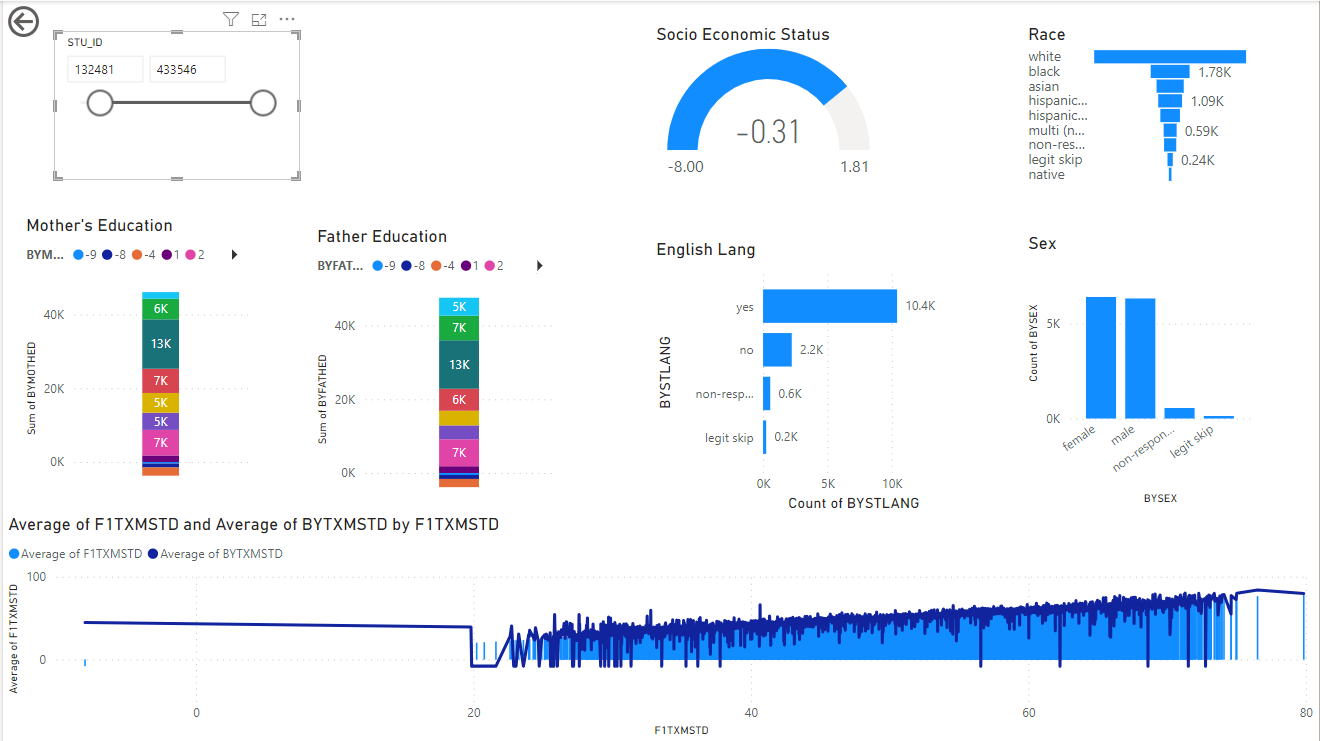 STU_ID
132481 433546
Socio Economic Status
-0.31
-8.00 1.81
Race
white
black 1.78K
asian
hispanic... 1.09K
hispanic...
multi (n... 0.59K
non-res...
legit skip 0.24K
native
Mother's Education
BYM... -9 -8 -4 1 2
Sum of BYMOTHED
40K
20K
0K
6K
13K
7K
5K
5K
7K
Father Education
BYFAT... -9 -8 -4 1 2
Sum of BYFATHED
40K
20K
0K
5K
7K
13K
6K
7K
English Lang
BYSTLANG
yes 10.4K
no 2.2K
non-resp... 0.6K
legit skip 0.2K
0K 5K 10K
Count of BYSTLANG
Sex
Count of BYSEX
5K
0K
female male non-respon... legit skip
BYSEX
Average of F1TXMSTD and Average of BYTXMSTD by F1TXMSTD
Average of F1TXMSTD Average of BYTXMSTD
Average of F1TXMSTD
100
0
0 20 40 60 80
F1TXMSTD